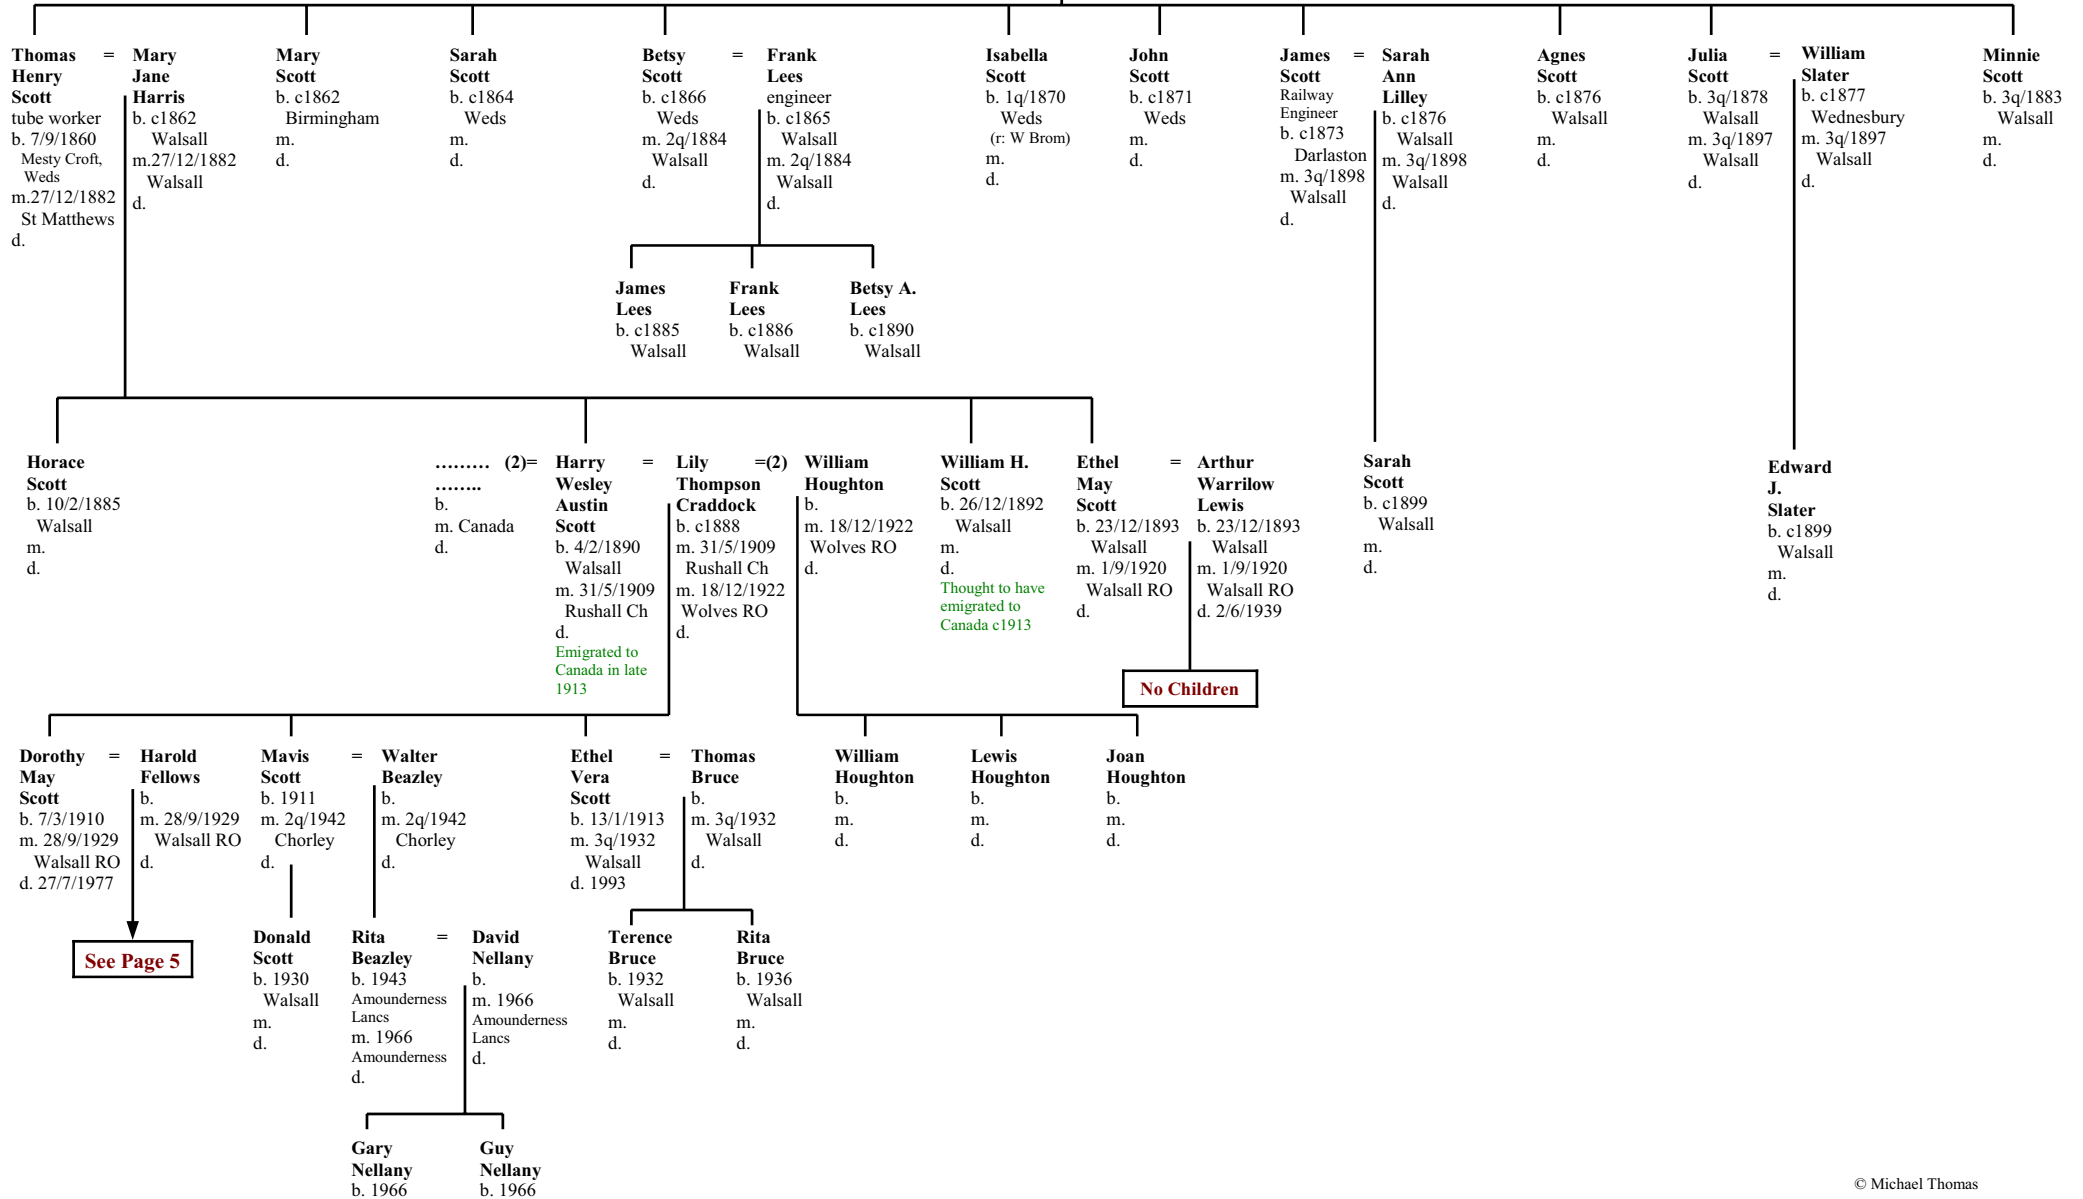 Thomas
Henry
Scott
tube worker
b. 7/9/1860
Mesty Croft,
Weds
m.27/12/1882
St Matthews
d.
=
Mary
Jane
Harris
b. c1862
Walsall
m.27/12/1882
Walsall
d.
Mary
Scott
b. c1862
Birmingham
m.
d.
Sarah
Scott
b. c1864
Weds
m.
d.
Betsy
Scott
b. c1866
Weds
m. 2q/1884
Walsall
d.
=
Frank
Lees
engineer
b. c1865
Walsall
m. 2q/1884
Walsall
d.
Isabella
Scott
b. 1q/1870
Weds
(r: W Brom)
m.
d.
John
Scott
b. c1871
Weds
m.
d.
James
Scott
Railway
Engineer
b. c1873
Darlaston
m. 3q/1898
Walsall
d.
=
Sarah
Ann
Lilley
b. c1876
Walsall
m. 3q/1898
Walsall
d.
Agnes
Scott
b. c1876
Walsall
m.
d.
Julia
Scott
b. 3q/1878
Walsall
m. 3q/1897
Walsall
d.
=
William
Slater
b. c1877
Wednesbury
m. 3q/1897
Walsall
d.
Minnie
Scott
b. 3q/1883
Walsall
m.
d.
James
Lees
b. c1885
Walsall
Frank
Lees
b. c1886
Walsall
Betsy A.
Lees
b. c1890
Walsall
Horace
Scott
b. 10/2/1885
Walsall
m.
d.
……… (2)=
……..
b.
m. Canada
d.
Harry
Wesley
Austin
Scott
b. 4/2/1890
Walsall
m. 31/5/1909
Rushall Ch
d.
Emigrated to
Canada in late
1913
=
Lily
Thompson
Craddock
b. c1888
m. 31/5/1909
Rushall Ch
m. 18/12/1922
Wolves RO
d.
=(2)
William
Houghton
b.
m. 18/12/1922
Wolves RO
d.
William H.
Scott
b. 26/12/1892
Walsall
m.
d.
Thought to have
emigrated to
Canada c1913
Ethel
May
Scott
b. 23/12/1893
Walsall
m. 1/9/1920
Walsall RO
d.
=
Arthur
Warrilow
Lewis
b. 23/12/1893
Walsall
m. 1/9/1920
Walsall RO
d. 2/6/1939
No Children
Sarah
Scott
b. c1899
Walsall
m.
d.
Edward
J.
Slater
b. c1899
Walsall
m.
d.
Dorothy
May
Scott
b. 7/3/1910
m. 28/9/1929
Walsall RO
d. 27/7/1977
=
Harold
Fellows
b.
m. 28/9/1929
Walsall RO
d.
See Page 5
Mavis
Scott
b. 1911
m. 2q/1942
Chorley
d.
=
Walter
Beazley
b.
m. 2q/1942
Chorley
d.
Ethel
Vera
Scott
b. 13/1/1913
m. 3q/1932
Walsall
d. 1993
=
Thomas
Bruce
b.
m. 3q/1932
Walsall
d.
William
Houghton
b.
m.
d.
Lewis
Houghton
b.
m.
d.
Joan
Houghton
b.
m.
d.
Donald
Scott
b. 1930
Walsall
m.
d.
Rita
Beazley
b. 1943
Amounderness
Lancs
m. 1966
Amounderness
d.
=
David
Nellany
b.
m. 1966
Amounderness
Lancs
d.
Terence
Bruce
b. 1932
Walsall
m.
d.
Rita
Bruce
b. 1936
Walsall
m.
d.
Gary
Nellany
b. 1966
Guy
Nellany
b. 1966
© Michael Thomas